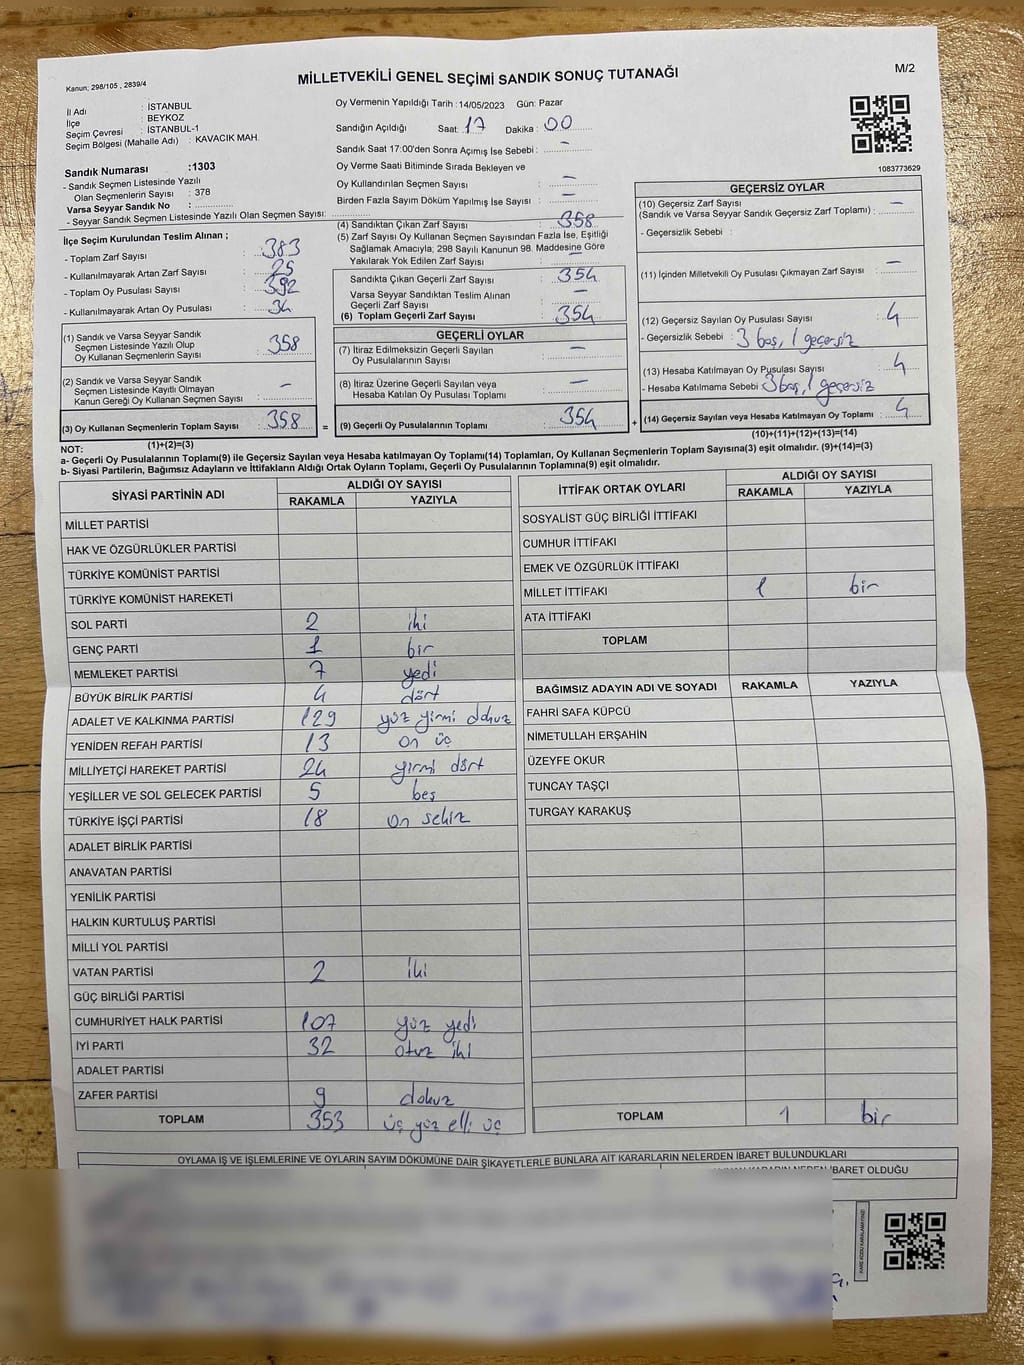 Kanun; 298/105 , 2839/4
MİLLETVEKİLİ GENEL SEÇİMİ SANDIK SONUÇ TUTANAĞI
M/2
İl Adı : İSTANBUL
İlçe : BEYKOZ
Seçim Çevresi : İSTANBUL-1
Seçim Bölgesi (Mahalle Adı) : KAVACIK MAH.
Sandık Numarası :1303
- Sandık Seçmen Listesinde Yazılı
Olan Seçmenlerin Sayısı : 378
Varsa Seyyar Sandık No :
- Seyyar Sandık Seçmen Listesinde Yazılı Olan Seçmen Sayısı:
İlçe Seçim Kurulundan Teslim Alınan ;
- Toplam Zarf Sayısı : 383
- Kullanılmayarak Artan Zarf Sayısı : 25
- Toplam Oy Pusulası Sayısı : 392
- Kullanılmayarak Artan Oy Pusulası : 34
(1) Sandık ve Varsa Seyyar Sandık
Seçmen Listesinde Yazılı Olup
Oy Kullanan Seçmenlerin Sayısı : 358
(2) Sandık ve Varsa Seyyar Sandık
Seçmen Listesinde Kayıtlı Olmayan
Kanun Gereği Oy Kullanan Seçmen Sayısı : –
(3) Oy Kullanan Seçmenlerin Toplam Sayısı : 358
(1)+(2)=(3)
Oy Vermenin Yapıldığı Tarih :14/05/2023 Gün: Pazar
Sandığın Açıldığı Saat: 17 Dakika : 00
Sandık Saat 17:00'den Sonra Açımış İse Sebebi : –
Oy Verme Saati Bitiminde Sırada Bekleyen ve
Oy Kullandırılan Seçmen Sayısı : –
Birden Fazla Sayım Döküm Yapılmış İse Sayısı : –
(4) Sandıktan Çıkan Zarf Sayısı : 358
(5) Zarf Sayısı Oy Kullanan Seçmen Sayısından Fazla İse, Eşitliği
Sağlamak Amacıyla; 298 Sayılı Kanunun 98. Maddesine Göre
Yakılarak Yok Edilen Zarf Sayısı : –
Sandıkta Çıkan Geçerli Zarf Sayısı : 354
Varsa Seyyar Sandıktan Teslim Alınan
Geçerli Zarf Sayısı : –
(6) Toplam Geçerli Zarf Sayısı : 354
GEÇERLİ OYLAR
(7) İtiraz Edilmeksizin Geçerli Sayılan
Oy Pusulasının Sayısı : –
(8) İtiraz Üzerine Geçerli Sayılan veya
Hesaba Katılan Oy Pusulası Toplamı : –
= (9) Geçerli Oy Pusulalarının Toplamı : 354
1083773629
GEÇERSİZ OYLAR
(10) Geçersiz Zarf Sayısı
(Sandık ve Varsa Seyyar Sandık Geçersiz Zarf Toplamı) : –
- Geçersizlik Sebebi :
(11) İçinden Milletvekili Oy Pusulası Çıkmayan Zarf Sayısı : –
(12) Geçersiz Sayılan Oy Pusulası Sayısı : 4
- Geçersizlik Sebebi : 3 boş, 1 geçersiz
(13) Hesaba Katılmayan Oy Pusulası Sayısı : 4
- Hesaba Katılmama Sebebi : 3 boş, 1 geçersiz
+ (14) Geçersiz Sayılan veya Hesaba Katılmayan Oy Toplamı : 4
(10)+(11)+(12)+(13)=(14)
NOT:
a- Geçerli Oy Pusulalarının Toplamı(9) ile Geçersiz Sayılan veya Hesaba katılmayan Oy Toplamı(14) Toplamları, Oy Kullanan Seçmenlerin Toplam Sayısına(3) eşit olmalıdır. (9)+(14)=(3)
b- Siyasi Partilerin, Bağımsız Adayların ve İttifakların Aldığı Ortak Oyların Toplamı, Geçerli Oy Pusulalarının Toplamına(9) eşit olmalıdır.
SİYASİ PARTİNİN ADI ALDIĞI OY SAYISI
RAKAMLA YAZIYLA
MİLLET PARTİSİ
HAK VE ÖZGÜRLÜKLER PARTİSİ
TÜRKİYE KOMÜNİST PARTİSİ
TÜRKİYE KOMÜNİST HAREKETİ
SOL PARTİ 2 iki
GENÇ PARTİ 1 bir
MEMLEKET PARTİSİ 7 yedi
BÜYÜK BİRLİK PARTİSİ 4 dört
ADALET VE KALKINMA PARTİSİ 129 yüz yirmi dokuz
YENİDEN REFAH PARTİSİ 13 on üç
MİLLİYETÇİ HAREKET PARTİSİ 24 yirmi dört
YEŞİLLER VE SOL GELECEK PARTİSİ 5 beş
TÜRKİYE İŞÇİ PARTİSİ 18 on sekiz
ADALET BİRLİK PARTİSİ
ANAVATAN PARTİSİ
YENİLİK PARTİSİ
HALKIN KURTULUŞ PARTİSİ
MİLLİ YOL PARTİSİ
VATAN PARTİSİ 2 iki
GÜÇ BİRLİĞİ PARTİSİ
CUMHURİYET HALK PARTİSİ 107 yüz yedi
İYİ PARTİ 32 otuz iki
ADALET PARTİSİ
ZAFER PARTİSİ 9 dokuz
TOPLAM 353 üç yüz elli üç
İTTİFAK ORTAK OYLARI ALDIĞI OY SAYISI
RAKAMLA YAZIYLA
SOSYALİST GÜÇ BİRLİĞİ İTTİFAKI
CUMHUR İTTİFAKI
EMEK VE ÖZGÜRLÜK İTTİFAKI
MİLLET İTTİFAKI 1 bir
ATA İTTİFAKI
TOPLAM
BAĞIMSIZ ADAYIN ADI VE SOYADI RAKAMLA YAZIYLA
FAHRİ SAFA KÜPCÜ
NİMETULLAH ERŞAHİN
ÜZEYFE OKUR
TUNCAY TAŞÇI
TURGAY KARAKUŞ
TOPLAM 1 bir
OYLAMA İŞ VE İŞLEMLERİNE VE OYLARIN SAYIM DÖKÜMÜNE DAİR ŞİKAYETLERLE BUNLARA AİT KARARLARIN NELERDEN İBARET BULUNDUKLARI
İBARET OLDUĞU